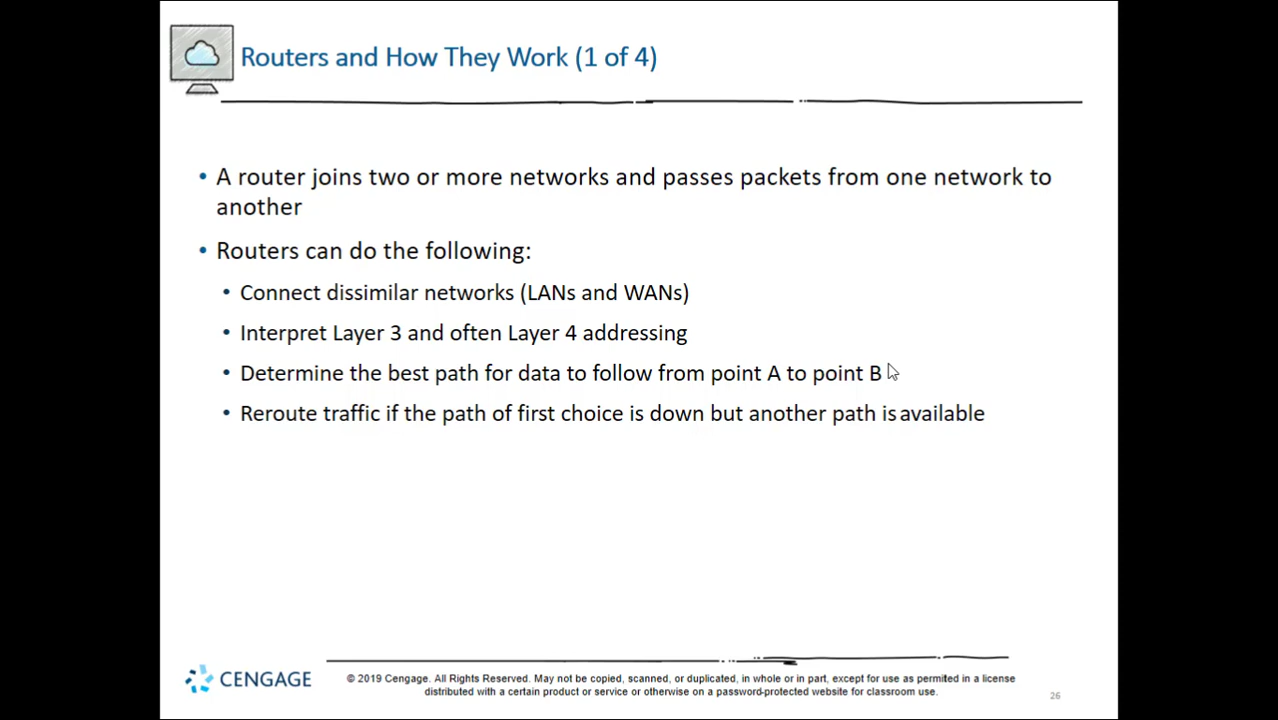 Routers and How They Work (1 of 4)
• A router joins two or more networks and passes packets from one network to
another
• Routers can do the following:
• Connect dissimilar networks (LANs and WANs)
• Interpret Layer 3 and often Layer 4 addressing
• Determine the best path for data to follow from point A to point B
• Reroute traffic if the path of first choice is down but another path is available
CENGAGE
© 2019 Cengage. All Rights Reserved. May not be copied, scanned, or duplicated, in whole or in part, except for use as permitted in a license
distributed with a certain product or service or otherwise on a password-protected website for classroom use.
26